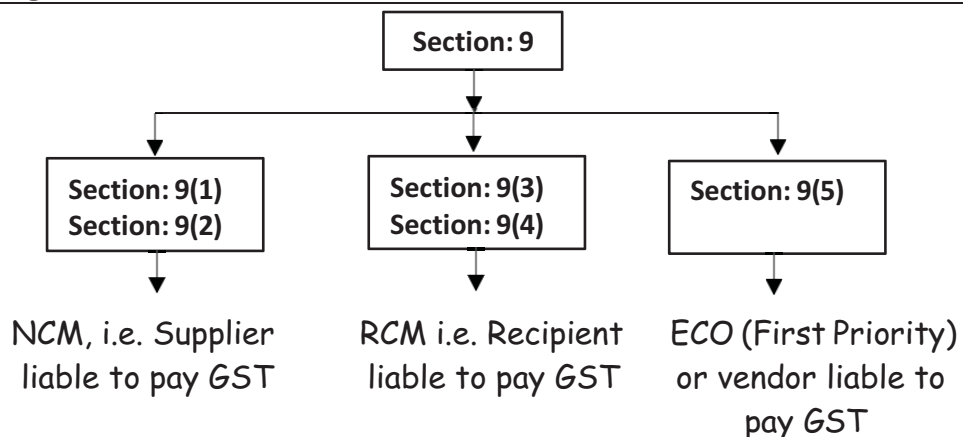 Section: 9
Section: 9(1)
Section: 9(2)
Section: 9(3)
Section: 9(4)
Section: 9(5)
NCM, i.e. Supplier
liable to pay GST
RCM i.e. Recipient
liable to pay GST
ECO (First Priority)
or vendor liable to
pay GST